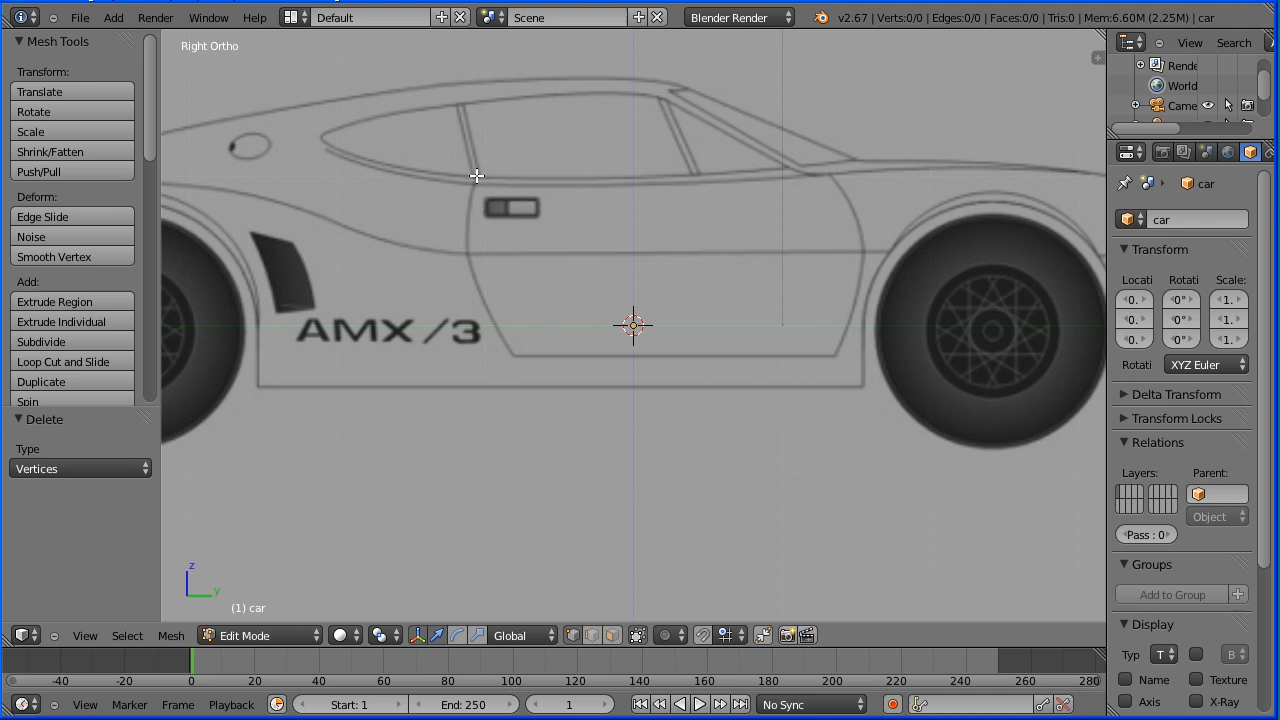 File Add Render Window Help Default Scene Blender Render v2.67 | Verts:0/0 | Edges:0/0 | Faces:0/0 | Tris:0 | Mem:6.60M (2.25M) | car
Mesh Tools
Transform:
Translate
Rotate
Scale
Shrink/Fatten
Push/Pull
Deform:
Edge Slide
Noise
Smooth Vertex
Add:
Extrude Region
Extrude Individual
Subdivide
Loop Cut and Slide
Duplicate
Spin
Delete
Type
Vertices
Right Ortho
AMX /3
z
y
(1) car
View Search
Rende
World
Came
car
car
Transform
Locati Rotati Scale:
0. 0° 1.
0. 0° 1.
0. 0° 1.
Rotati XYZ Euler
Delta Transform
Transform Locks
Relations
Layers: Parent:
Object
Pass : 0
Groups
Add to Group
Display
Typ T B
Name Texture
Axis X-Ray
View Select Mesh Edit Mode Global
-40 -20 0 20 40 60 80 100 120 140 160 180 200 220 240 260 280
View Marker Frame Playback Start: 1 End: 250 1 No Sync